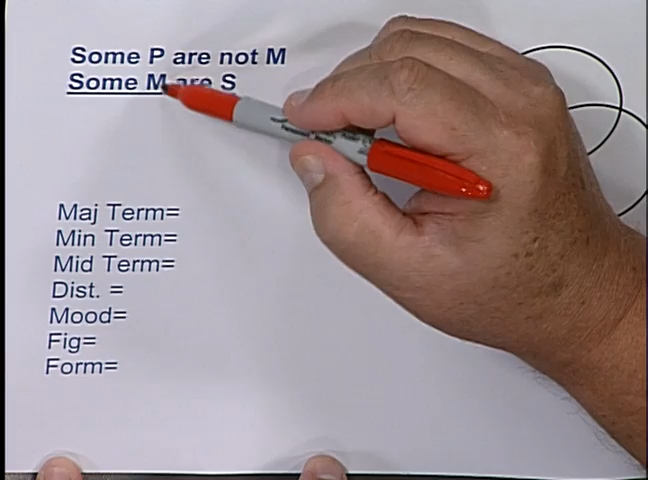 Some P are not M
Some M are S
Maj Term=
Min Term=
Mid Term=
Dist. =
Mood=
Fig=
Form=